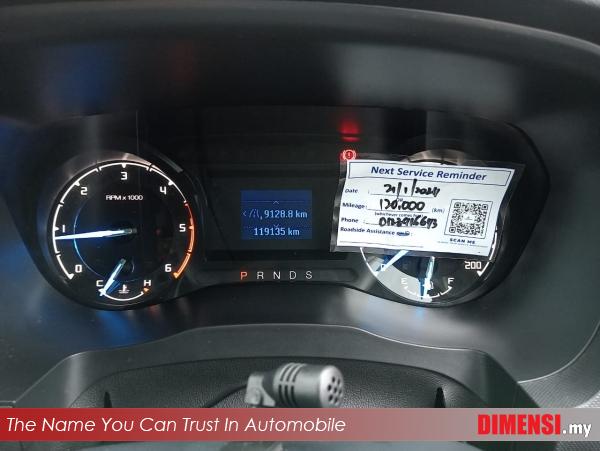 1
2
3
4
5
6
0
RPM x 1000
C
H
9128.8 km
119135 km
P R N D S
Next Service Reminder
Date : 21/1/2024
Mileage: 120.000 (km)
Phone :
Roadside Assistance
SCAN ME
200
E
F
The Name You Can Trust In Automobile
DIMENSI.my